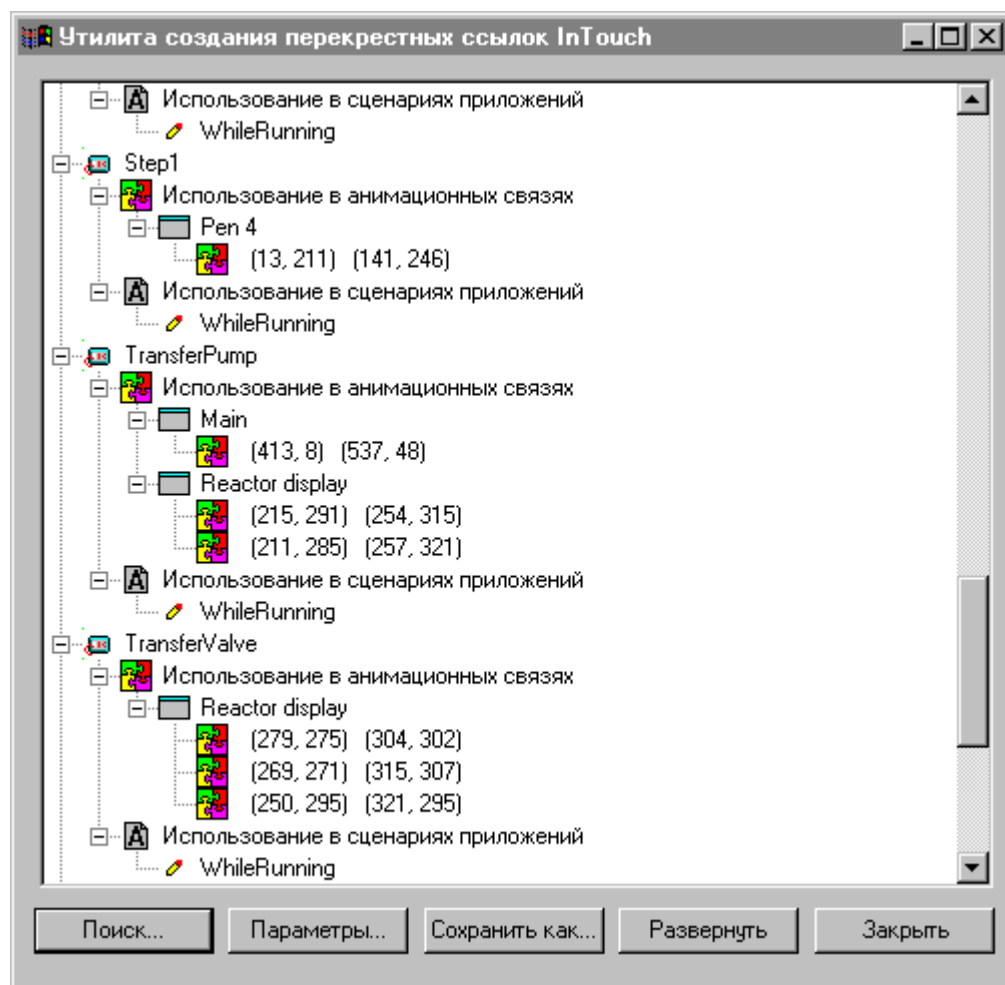 Утилита создания перекрестных ссылок InTouch
Использование в сценариях приложений
WhileRunning
Step1
Использование в анимационных связях
Pen 4
(13, 211) (141, 246)
Использование в сценариях приложений
WhileRunning
TransferPump
Использование в анимационных связях
Main
(413, 8) (537, 48)
Reactor display
(215, 291) (254, 315)
(211, 285) (257, 321)
Использование в сценариях приложений
WhileRunning
TransferValve
Использование в анимационных связях
Reactor display
(279, 275) (304, 302)
(269, 271) (315, 307)
(250, 295) (321, 295)
Использование в сценариях приложений
WhileRunning
Поиск... Параметры... Сохранить как... Развернуть Закрыть